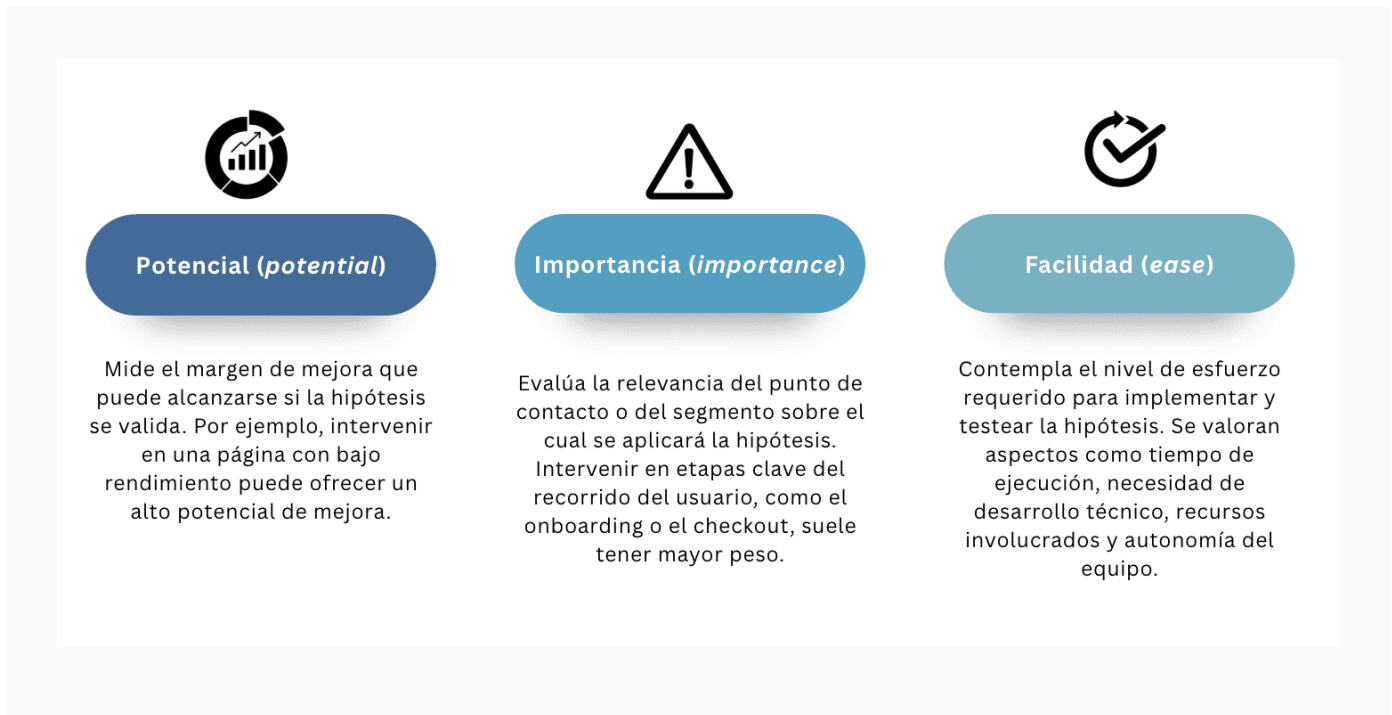 Potencial (potential)
Mide el margen de mejora que
puede alcanzarse si la hipótesis
se valida. Por ejemplo, intervenir
en una página con bajo
rendimiento puede ofrecer un
alto potencial de mejora.
Importancia (importance)
Evalúa la relevancia del punto de
contacto o del segmento sobre el
cual se aplicará la hipótesis.
Intervenir en etapas clave del
recorrido del usuario, como el
onboarding o el checkout, suele
tener mayor peso.
Facilidad (ease)
Contempla el nivel de esfuerzo
requerido para implementar y
testear la hipótesis. Se valoran
aspectos como tiempo de
ejecución, necesidad de
desarrollo técnico, recursos
involucrados y autonomía del
equipo.